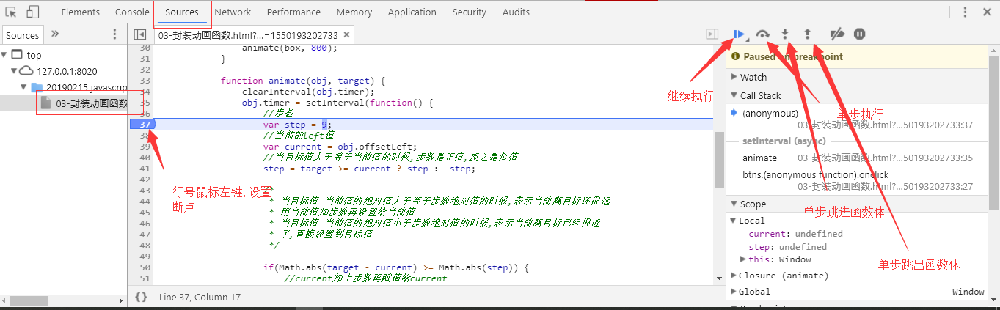 Elements Console Sources Network Performance Memory Application Security Audits
Sources
03-封装动画函数.html?...=1550193202733
top
127.0.0.1:8020
20190215 javascrip
03-封装动画函数
30 animate(box, 800);
31 }
32
33 function animate(obj, target) {
34 clearInterval(obj.timer);
35 obj.timer = setInterval(function() {
36 //步数
37 var step = 9;
38 //当前的left值
39 var current = obj.offsetLeft;
40 //当目标值大于等于当前值的时候,步数是正值,反之是负值
41 step = target >= current ? step : -step;
42
43 *
44 * 当目标值-当前值的绝对值大于等于步数绝对值的时候,表示当前离目标还很远
45 * 用当前值加步数再设置给当前值
46 * 当目标值-当前值的绝对值小于步数绝对值的时候,表示当前离目标已经很近
47 * 了,直接设置到目标值
48 */
49
50 if(Math.abs(target - current) >= Math.abs(step)) {
51 //current加上步数再赋值给current
行号鼠标左键,设置
断点
{} Line 37, Column 17
继续执行
单步执行
单步跳进函数体
单步跳出函数体
Paused on breakpoint
Watch
Call Stack
(anonymous)
03-封装动画函数.html?...50193202733:37
setInterval (async)
animate 03-封装动画函数.html?...50193202733:35
btns.(anonymous function).onclick
03-封装动画函数.html?...50193202733:27
Scope
Local
current: undefined
step: undefined
this: Window
Closure (animate)
Global Window